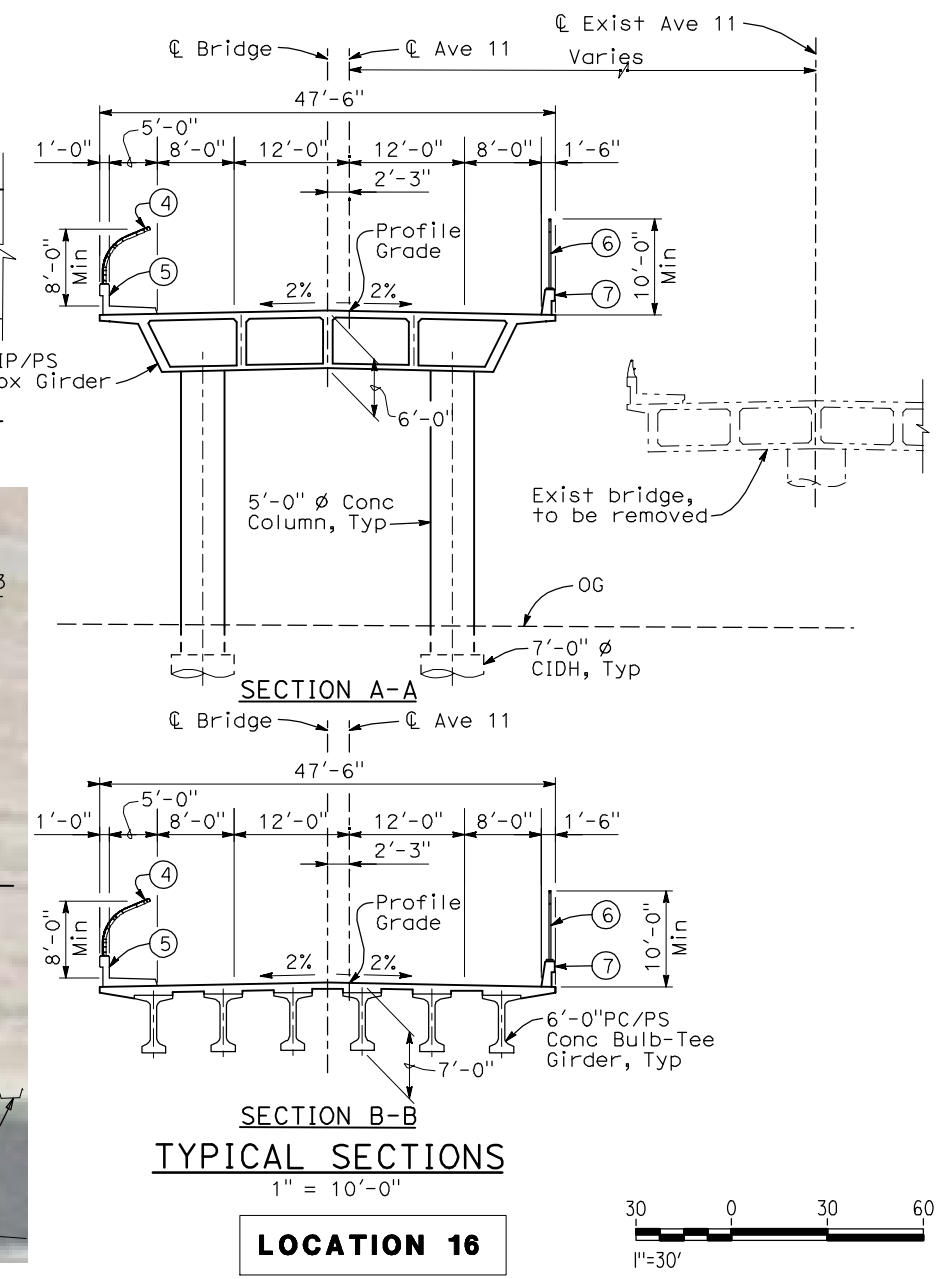 ℄ Exist Ave 11
℄ Bridge
℄ Ave 11
Varies
47'-6"
1'-0"
5'-0"
8'-0"
12'-0"
12'-0"
8'-0"
1'-6"
2'-3"
4
Profile
Grade
6
8'-0"
Min
5
10'-0"
Min
7
2%
2%
IP/PS
ox Girder
6'-0"
5'-0" Ø Conc
Column, Typ
Exist bridge,
to be removed
OG
7'-0" Ø
CIDH, Typ
SECTION A-A
℄ Bridge
℄ Ave 11
47'-6"
1'-0"
5'-0"
8'-0"
12'-0"
12'-0"
8'-0"
1'-6"
2'-3"
4
Profile
Grade
6
8'-0"
Min
5
10'-0"
Min
7
2%
2%
6'-0"PC/PS
Conc Bulb-Tee
Girder, Typ
7'-0"
SECTION B-B
TYPICAL SECTIONS
1" = 10'-0"
LOCATION 16
30 0 30 60
1"=30'